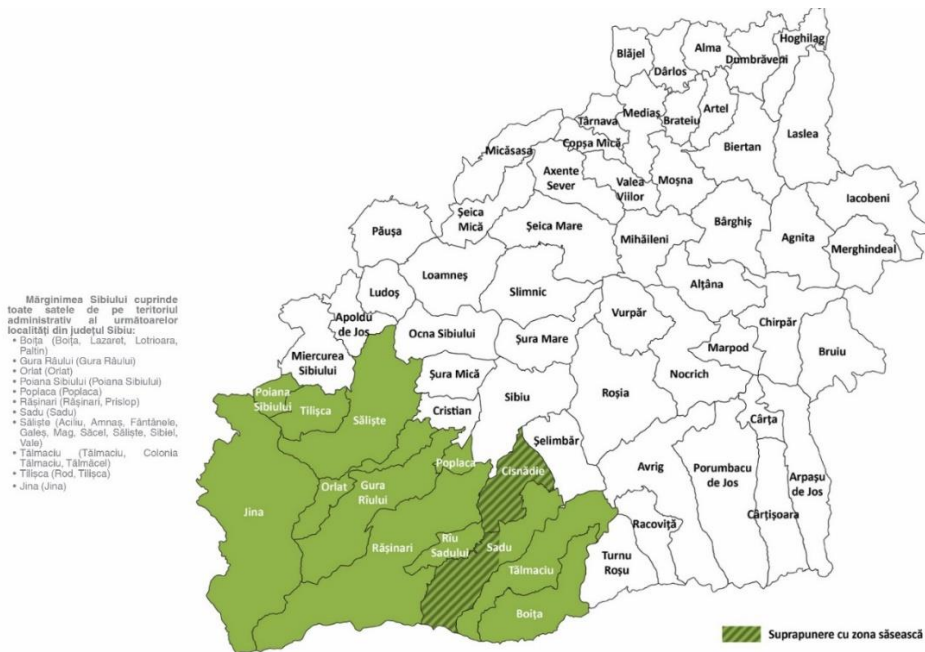 Mărginimea Sibiului cuprinde
toate satele de pe teritoriul
administrativ al următoarelor
localități din județul Sibiu:
• Boița (Boița, Lazaret, Lotrioara,
Paltin)
• Gura Râului (Gura Râului)
• Orlat (Orlat)
• Poiana Sibiului (Poiana Sibiului)
• Poplaca (Poplaca)
• Rășinari (Rășinari, Prislop)
• Sadu (Sadu)
• Săliște (Aciliu, Amnaș, Fântânele,
Galeș, Mag, Săcel, Săliște, Sibiel,
Vale)
• Tălmaciu (Tălmaciu, Colonia
Tălmaciu, Tălmăcel)
• Tilișca (Rod, Tilișca)
• Jina (Jina)
Hoghilag
Alma
Blăjel
Dumbrăveni
Dârlos
Mediaș
Artel
Târnava
Brateiu
Laslea
Copșa Mică
Micăsasa
Biertan
Axente
Sever
Moșna
Valea
Viilor
Iacobeni
Șeica
Mică
Bârghiș
Păușa
Șeica Mare
Mihăileni
Agnita
Merghindeal
Loamneș
Alțâna
Ludoș
Slimnic
Apoldu
de Jos
Vurpăr
Chirpăr
Ocna Sibiului
Șura Mare
Marpod
Bruiu
Miercurea
Sibiului
Șura Mică
Nocrich
Poiana
Sibiului
Roșia
Sibiu
Tilișca
Cristian
Săliște
Cârța
Șelimbăr
Poplaca
Cisnădie
Avrig
Porumbacu
de Jos
Arpașu
de Jos
Orlat
Gura
Rîului
Jina
Cârțișoara
Racoviță
Rîu
Sadului
Rășinari
Sadu
Turnu
Roșu
Tălmaciu
Boița
Suprapunere cu zona săsească